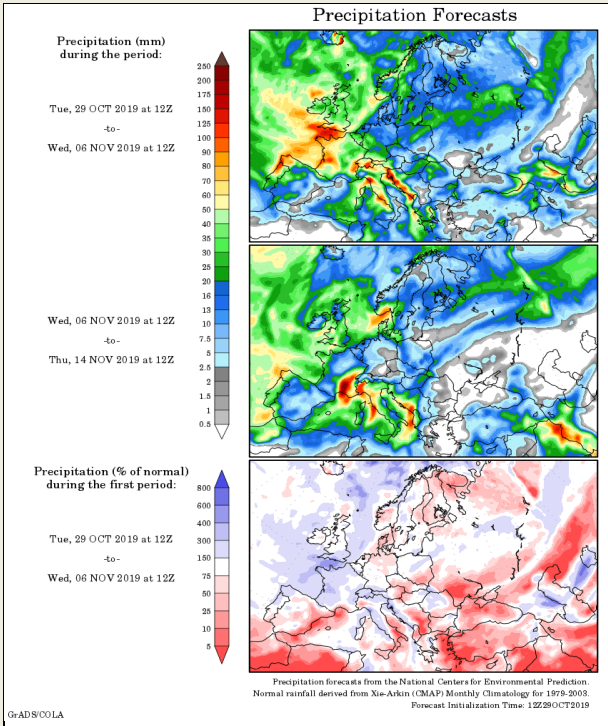 Precipitation Forecasts
Precipitation (mm)
during the period:
Tue, 29 OCT 2019 at 12Z
-to-
Wed, 06 NOV 2019 at 12Z
250
200
175
150
125
100
90
80
70
60
50
40
35
30
25
20
16
13
10
7.5
5
2.5
2
1.5
1
0.5
Wed, 06 NOV 2019 at 12Z
-to-
Thu, 14 NOV 2019 at 12Z
Precipitation (% of normal)
during the first period:
Tue, 29 OCT 2019 at 12Z
-to-
Wed, 06 NOV 2019 at 12Z
800
600
400
300
150
75
50
25
10
5
Precipitation forecasts from the National Centers for Environmental Prediction.
Normal rainfall derived from Xie-Arkin (CMAP) Monthly Climatology for 1979-2003.
Forecast Initialization Time: 12Z29OCT2019
GrADS/COLA